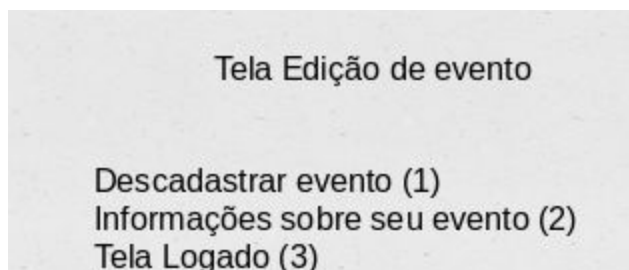 Tela Edição de evento
Descadastrar evento (1)
Informações sobre seu evento (2)
Tela Logado (3)